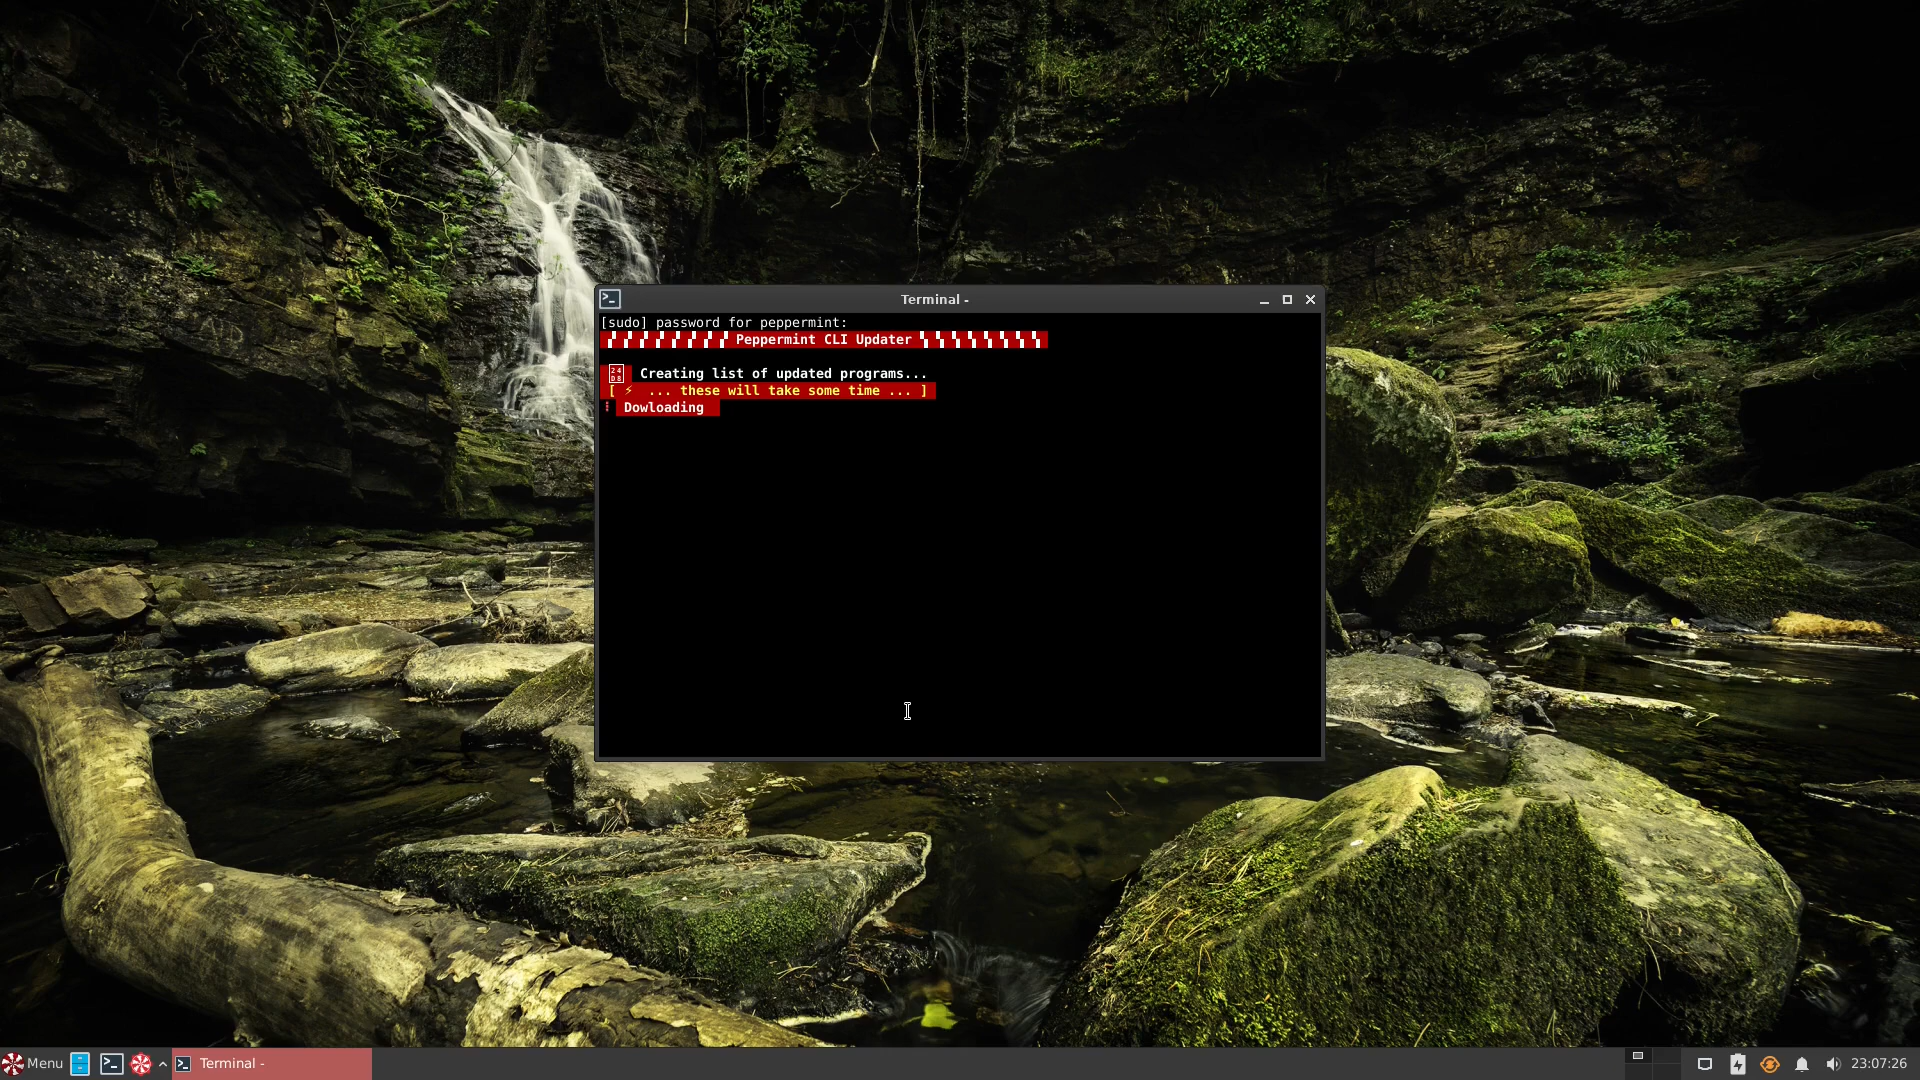 Terminal -
[sudo] password for peppermint:
Peppermint CLI Updater
Creating list of updated programs...
[ ⚡ ... these will take some time ... ]
Dowloading
Menu
Terminal -
23:07:26